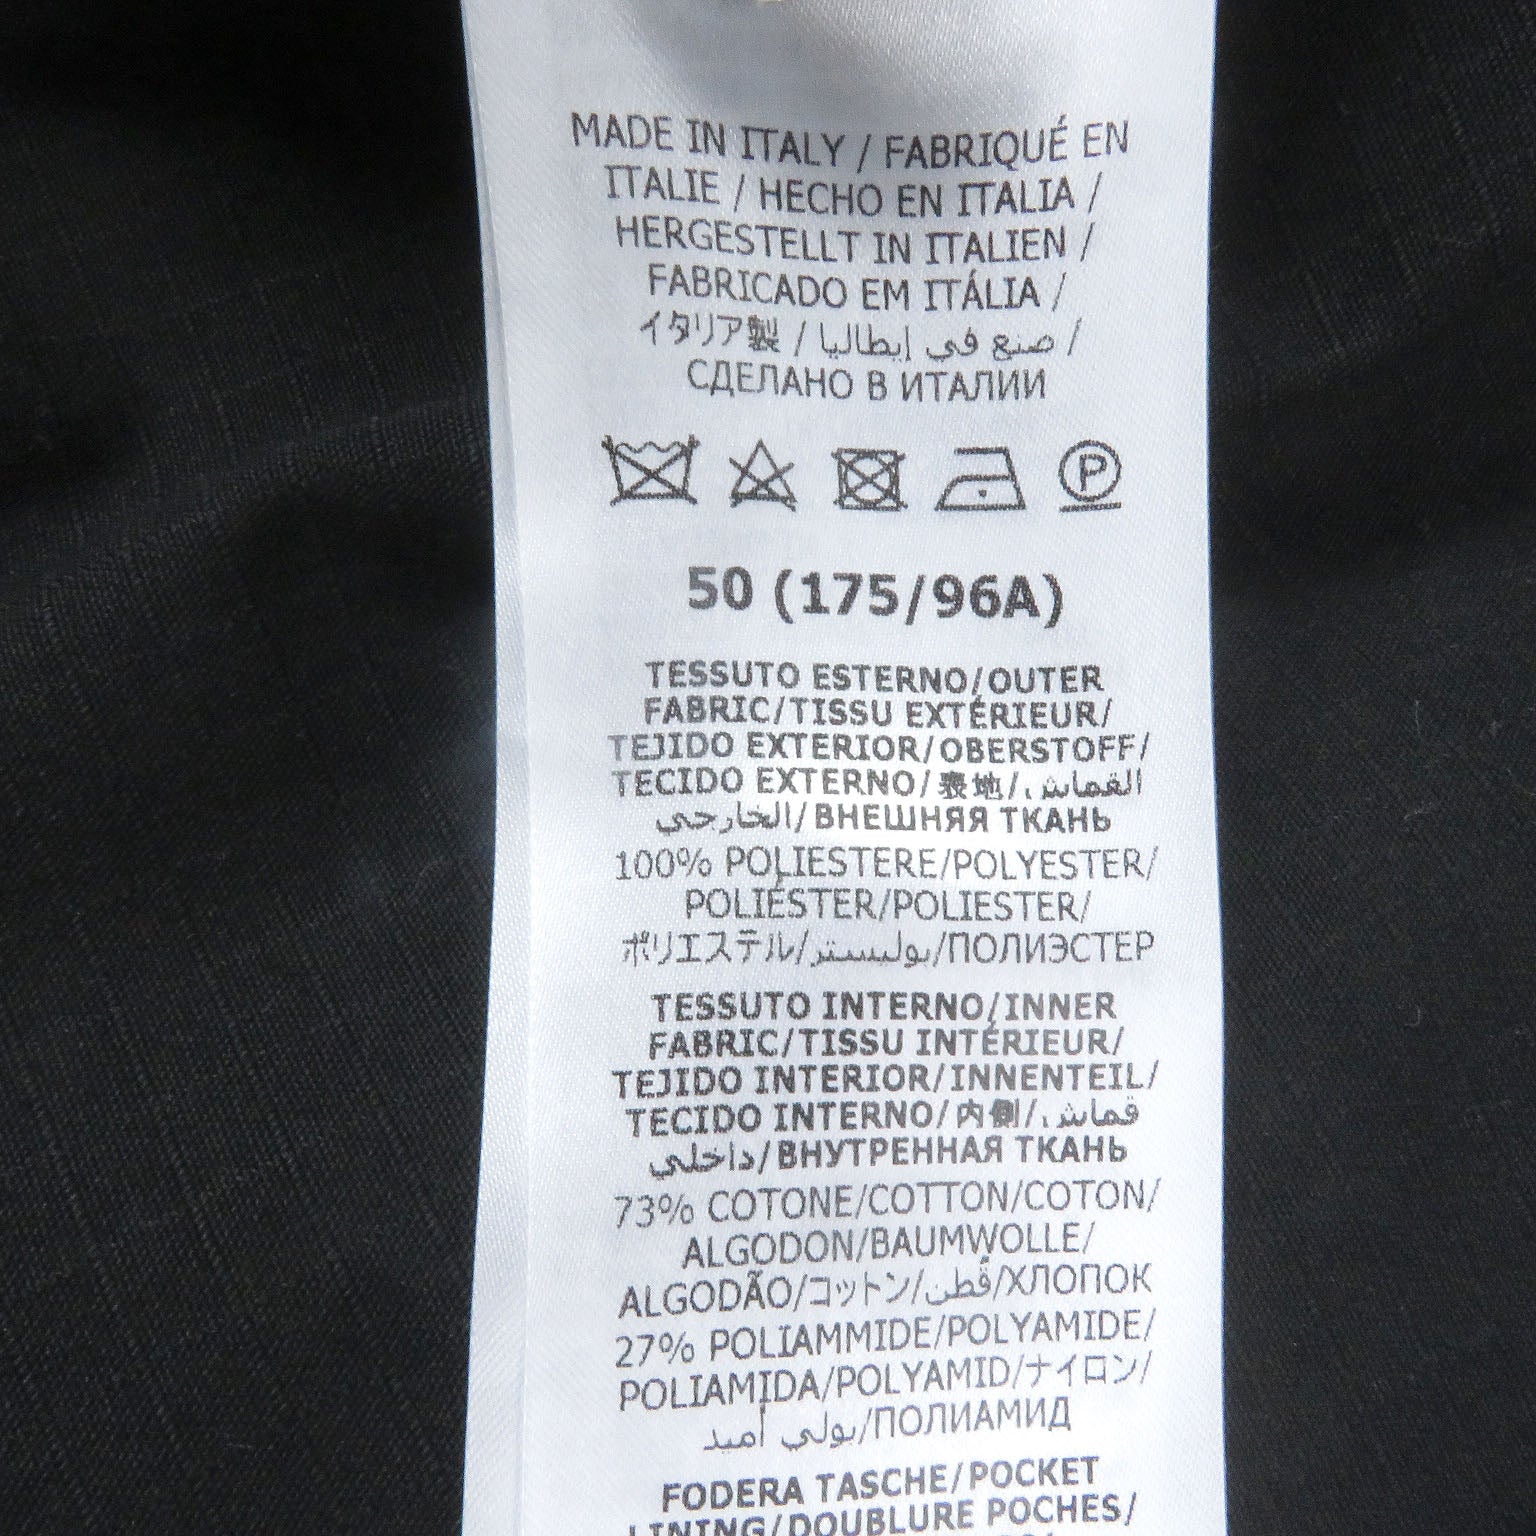 MADE IN ITALY / FABRIQUÉ EN
ITALIE / HECHO EN ITALIA /
HERGESTELLT IN ITALIEN /
FABRICADO EM ITÁLIA /
イタリア製 / صنع في إيطاليا /
СДЕЛАНО В ИТАЛИИ
P
50 (175/96A)
TESSUTO ESTERNO/OUTER
FABRIC/TISSU EXTÉRIEUR/
TEJIDO EXTERIOR/OBERSTOFF/
TECIDO EXTERNO/表地/القماش
الخارجي/ВНЕШНЯЯ ТКАНЬ
100% POLIESTERE/POLYESTER/
POLIÉSTER/POLIESTER/
ポリエステル/بوليستر/ПОЛИЭСТЕР
TESSUTO INTERNO/INNER
FABRIC/TISSU INTÉRIEUR/
TEJIDO INTERIOR/INNENTEIL/
TECIDO INTERNO/内側/قماش
داخلي/ВНУТРЕННАЯ ТКАНЬ
73% COTONE/COTTON/COTON/
ALGODON/BAUMWOLLE/
ALGODÃO/コットン/قُطن/ХЛОПОК
27% POLIAMMIDE/POLYAMIDE/
POLIAMIDA/POLYAMID/ナイロン/
بولي أميد/ПОЛИАМИД
FODERA TASCHE/POCKET
LINING/DOUBLURE POCHES/